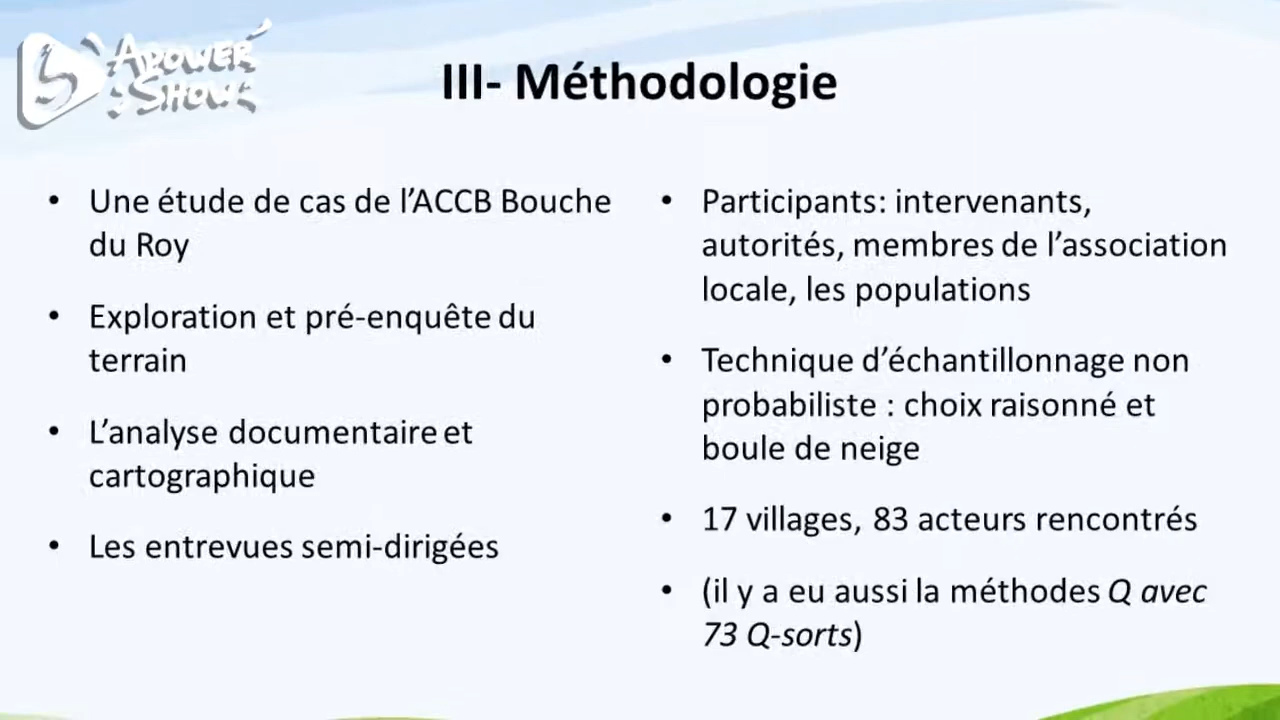 APOWER
SHOW
III- Méthodologie
• Une étude de cas de l’ACCB Bouche
du Roy
• Exploration et pré-enquête du
terrain
• L’analyse documentaire et
cartographique
• Les entrevues semi-dirigées
• Participants: intervenants,
autorités, membres de l’association
locale, les populations
• Technique d’échantillonnage non
probabiliste : choix raisonné et
boule de neige
• 17 villages, 83 acteurs rencontrés
• (il y a eu aussi la méthodes Q avec
73 Q-sorts)